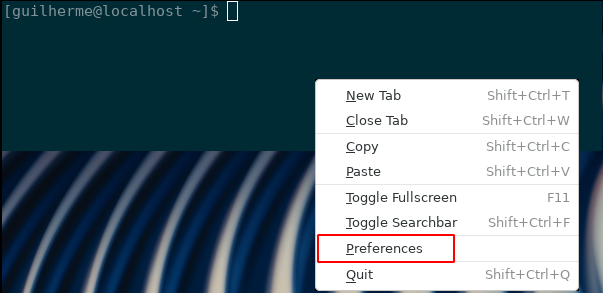 [guilherme@localhost ~]$
New Tab Shift+Ctrl+T
Close Tab Shift+Ctrl+W
Copy Shift+Ctrl+C
Paste Shift+Ctrl+V
Toggle Fullscreen F11
Toggle Searchbar Shift+Ctrl+F
Preferences
Quit Shift+Ctrl+Q